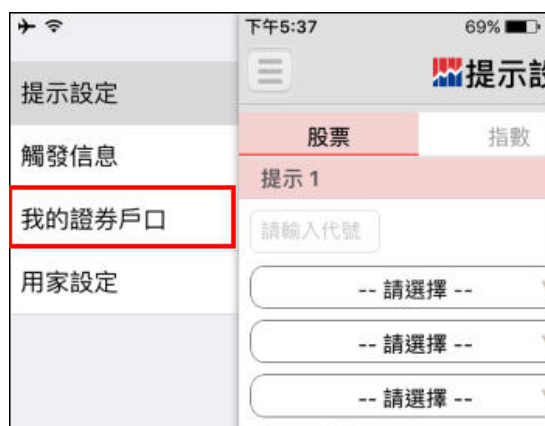 下午5:37
69%
提示設定
觸發信息
我的證券戶口
用家設定
提示設
股票
指數
提示 1
請輸入代號
-- 請選擇 --
-- 請選擇 --
-- 請選擇 --